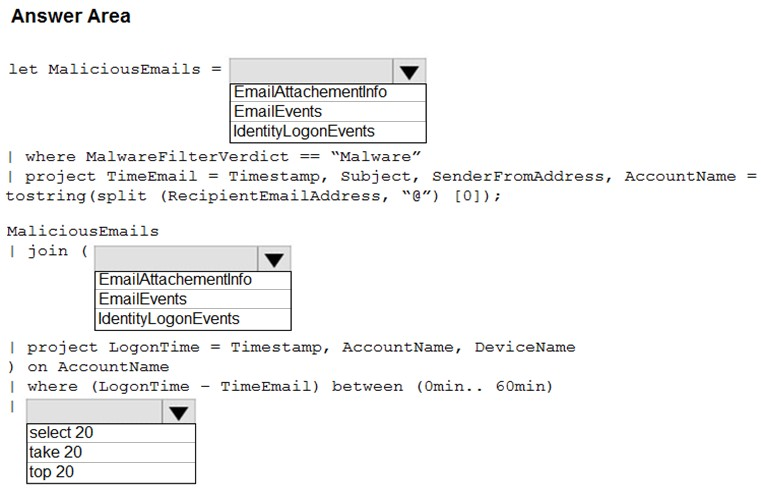 Answer Area
let MaliciousEmails =
EmailAttachementInfo
EmailEvents
IdentityLogonEvents
| where MalwareFilterVerdict == “Malware”
| project TimeEmail = Timestamp, Subject, SenderFromAddress, AccountName =
tostring(split (RecipientEmailAddress, “@”) [0]);
MaliciousEmails
| join (
EmailAttachementInfo
EmailEvents
IdentityLogonEvents
| project LogonTime = Timestamp, AccountName, DeviceName
) on AccountName
| where (LogonTime – TimeEmail) between (0min.. 60min)
|
select 20
take 20
top 20